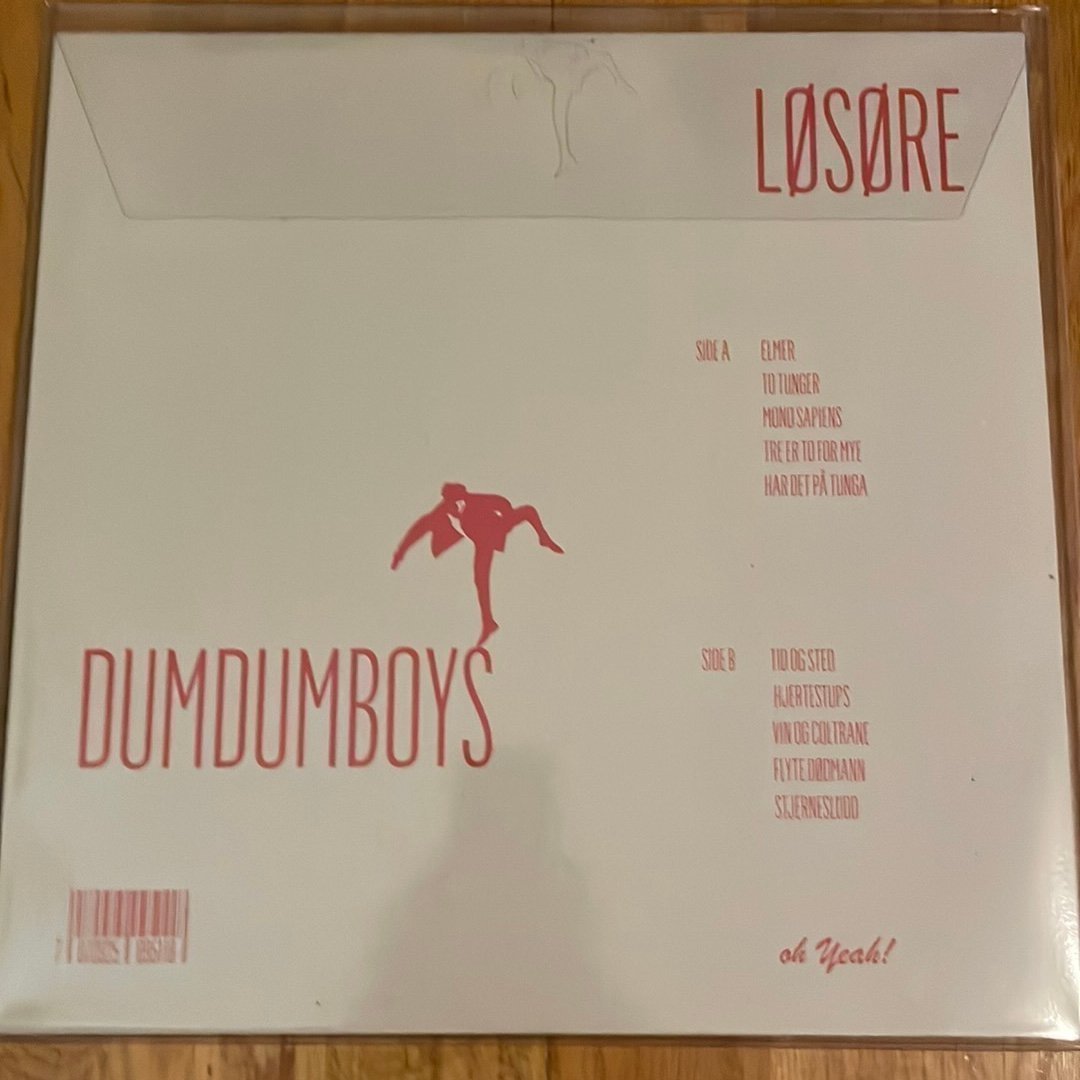 LØSØRE
SIDE A ELMER
TO TUNGER
MONO SAPIENS
TRE ER TO FOR MYE
HAR DET PÅ TUNGA
DUMDUMBOYS
SIDE B TID OG STED
HJERTESTUPS
VIN OG COLTRANE
FLYTE DØDMANN
STJERNESLUDD
oh Yeah!